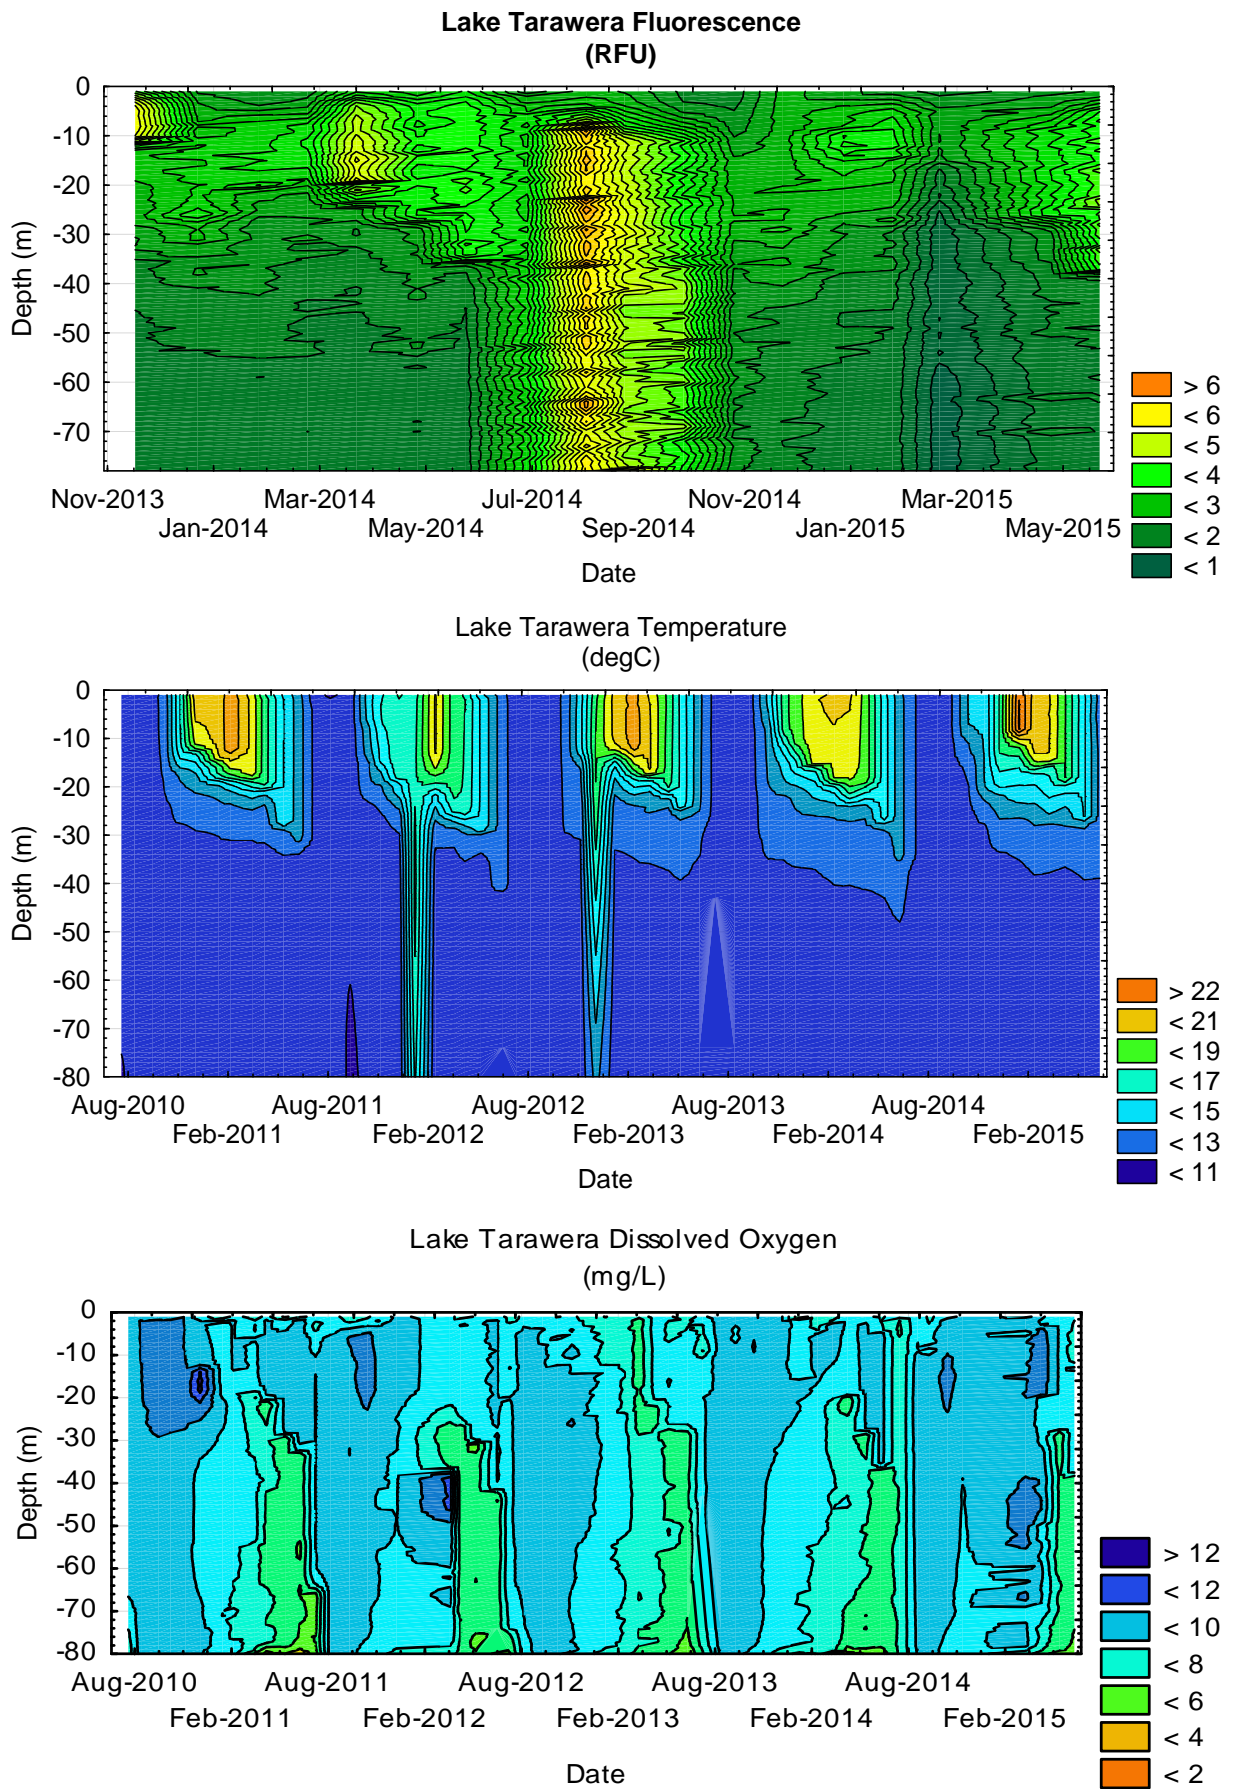 Lake Tarawera Fluorescence
(RFU)
0
-10
-20
-30
-40
-50
-60
-70
Depth (m)
Nov-2013
Jan-2014
Mar-2014
May-2014
Jul-2014
Sep-2014
Nov-2014
Jan-2015
Mar-2015
May-2015
Date
> 6
< 6
< 5
< 4
< 3
< 2
< 1
Lake Tarawera Temperature
(degC)
0
-10
-20
-30
-40
-50
-60
-70
-80
Depth (m)
Aug-2010
Feb-2011
Aug-2011
Feb-2012
Aug-2012
Feb-2013
Aug-2013
Feb-2014
Aug-2014
Feb-2015
Date
> 22
< 21
< 19
< 17
< 15
< 13
< 11
Lake Tarawera Dissolved Oxygen
(mg/L)
0
-10
-20
-30
-40
-50
-60
-70
-80
Depth (m)
Aug-2010
Feb-2011
Aug-2011
Feb-2012
Aug-2012
Feb-2013
Aug-2013
Feb-2014
Aug-2014
Feb-2015
Date
> 12
< 12
< 10
< 8
< 6
< 4
< 2